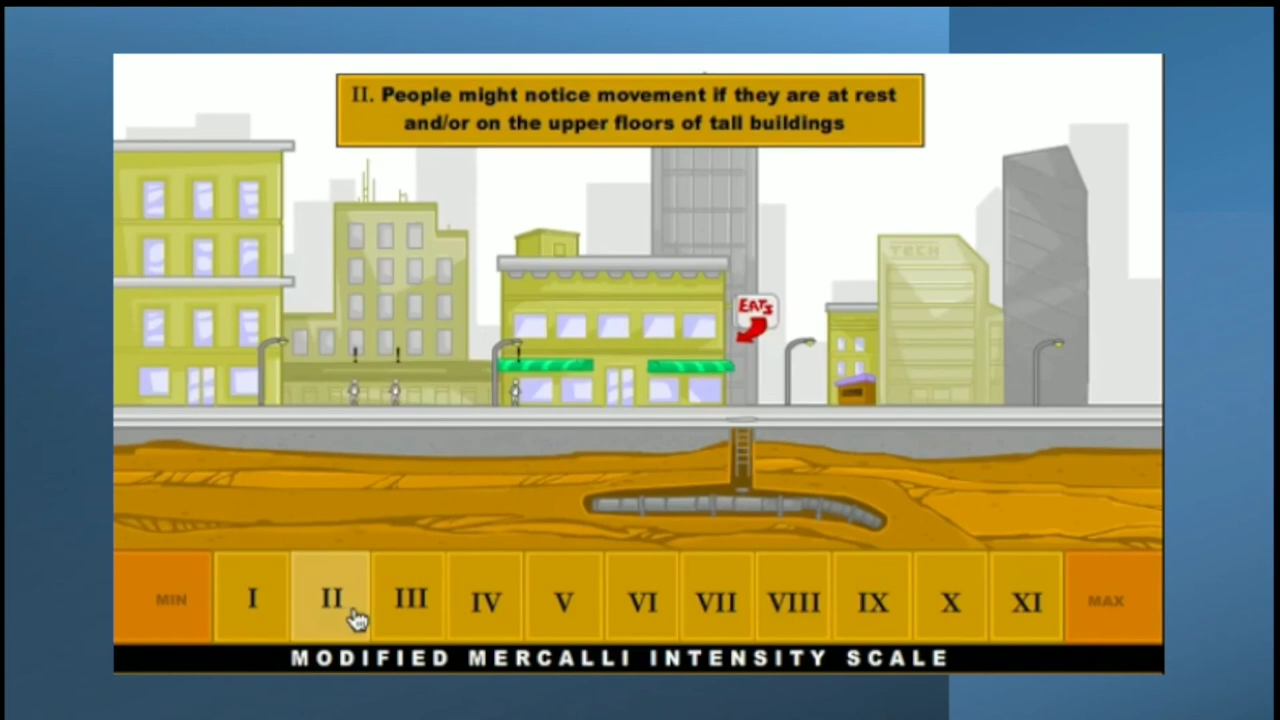 II. People might notice movement if they are at rest
and/or on the upper floors of tall buildings
TECH
EATS
MIN I II III IV V VI VII VIII IX X XI MAX
MODIFIED MERCALLI INTENSITY SCALE